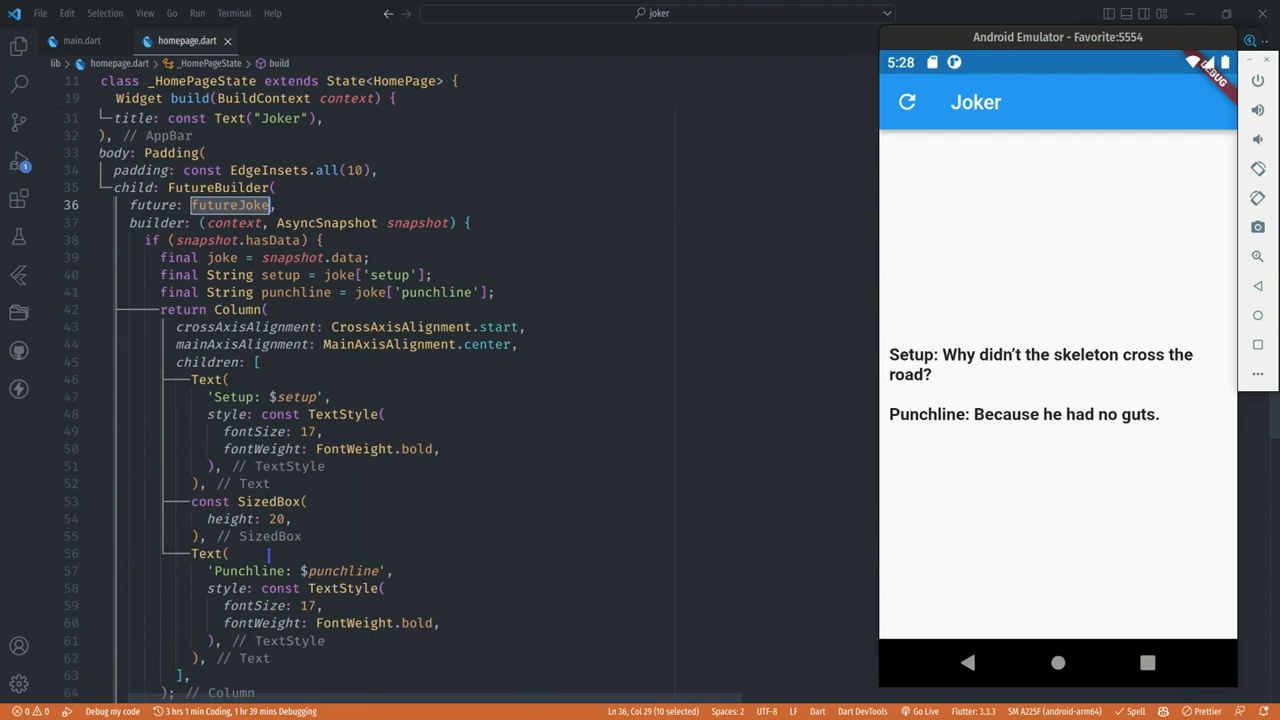 File Edit Selection View Go Run Terminal Help
joker
main.dart
homepage.dart
lib > homepage.dart > _HomePageState > build
11 class _HomePageState extends State<HomePage> {
19 Widget build(BuildContext context) {
31 title: const Text("Joker"),
32 ), // AppBar
33 body: Padding(
34 padding: const EdgeInsets.all(10),
35 child: FutureBuilder(
36 future: futureJoke,
37 builder: (context, AsyncSnapshot snapshot) {
38 if (snapshot.hasData) {
39 final joke = snapshot.data;
40 final String setup = joke['setup'];
41 final String punchline = joke['punchline'];
42 return Column(
43 crossAxisAlignment: CrossAxisAlignment.start,
44 mainAxisAlignment: MainAxisAlignment.center,
45 children: [
46 Text(
47 'Setup: $setup',
48 style: const TextStyle(
49 fontSize: 17,
50 fontWeight: FontWeight.bold,
51 ), // TextStyle
52 ), // Text
53 const SizedBox(
54 height: 20,
55 ), // SizedBox
56 Text(
57 'Punchline: $punchline',
58 style: const TextStyle(
59 fontSize: 17,
60 fontWeight: FontWeight.bold,
61 ), // TextStyle
62 ), // Text
63 ],
64 ); // Column
1
Android Emulator - Favorite:5554
5:28
DEBUG
Joker
Setup: Why didn’t the skeleton cross the
road?
Punchline: Because he had no guts.
0 0 Debug my code 3 hrs 1 min Coding, 1 hr 39 mins Debugging Ln 36, Col 29 (10 selected) Spaces: 2 UTF-8 LF Dart Dart DevTools Go Live Flutter: 3.3.3 SM A225F (android-arm64) Spell Prettier